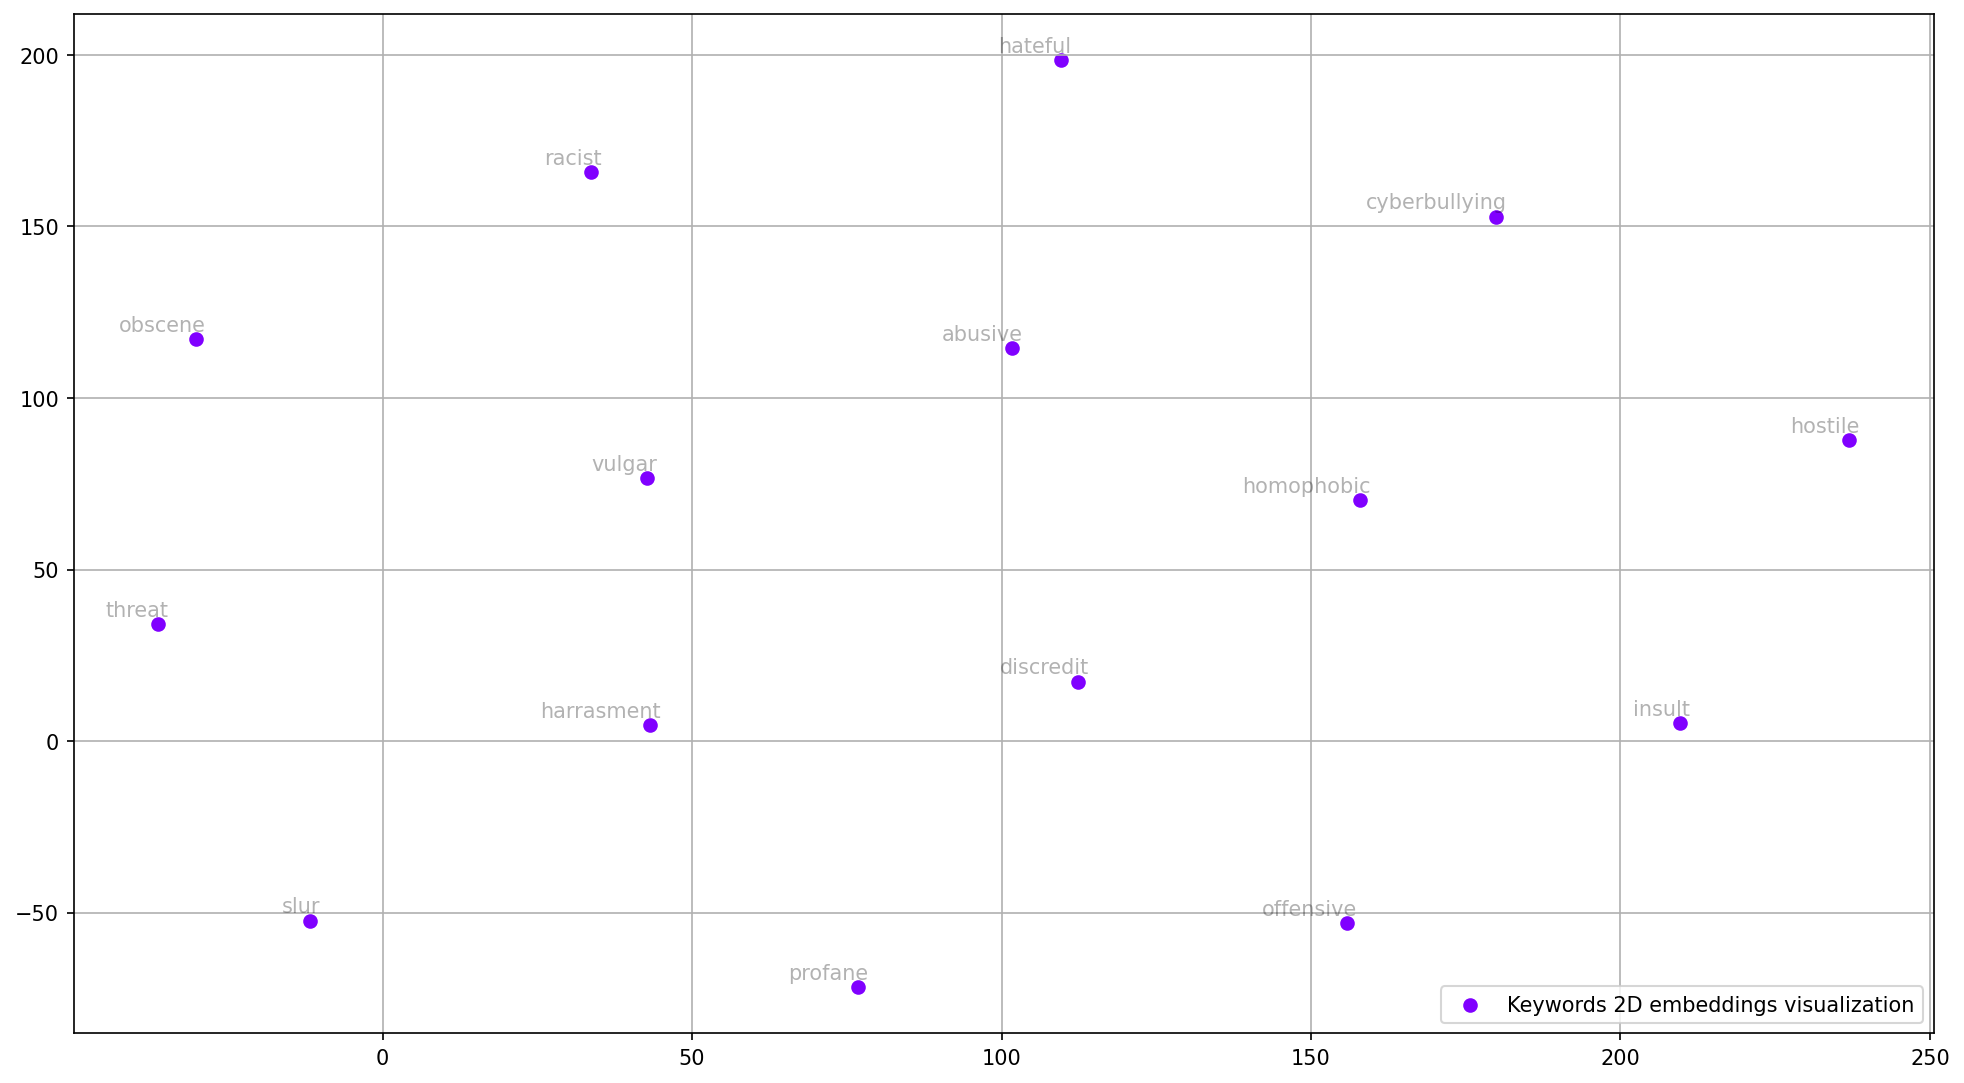 hateful
200
racist
cyberbullying
150
obscene
abusive
100
hostile
vulgar
homophobic
50
threat
discredit
harrasment
insult
0
slur
offensive
−50
profane
Keywords 2D embeddings visualization
0 50 100 150 200 250